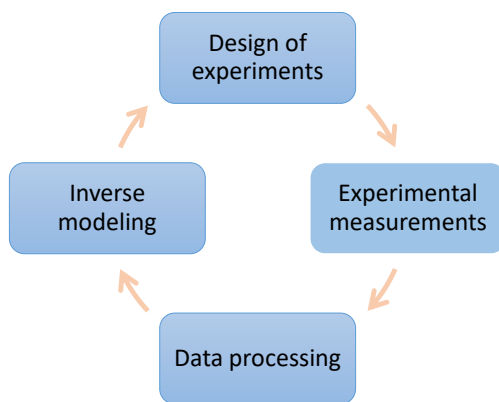 Design of
experiments
Inverse
modeling
Experimental
measurements
Data processing